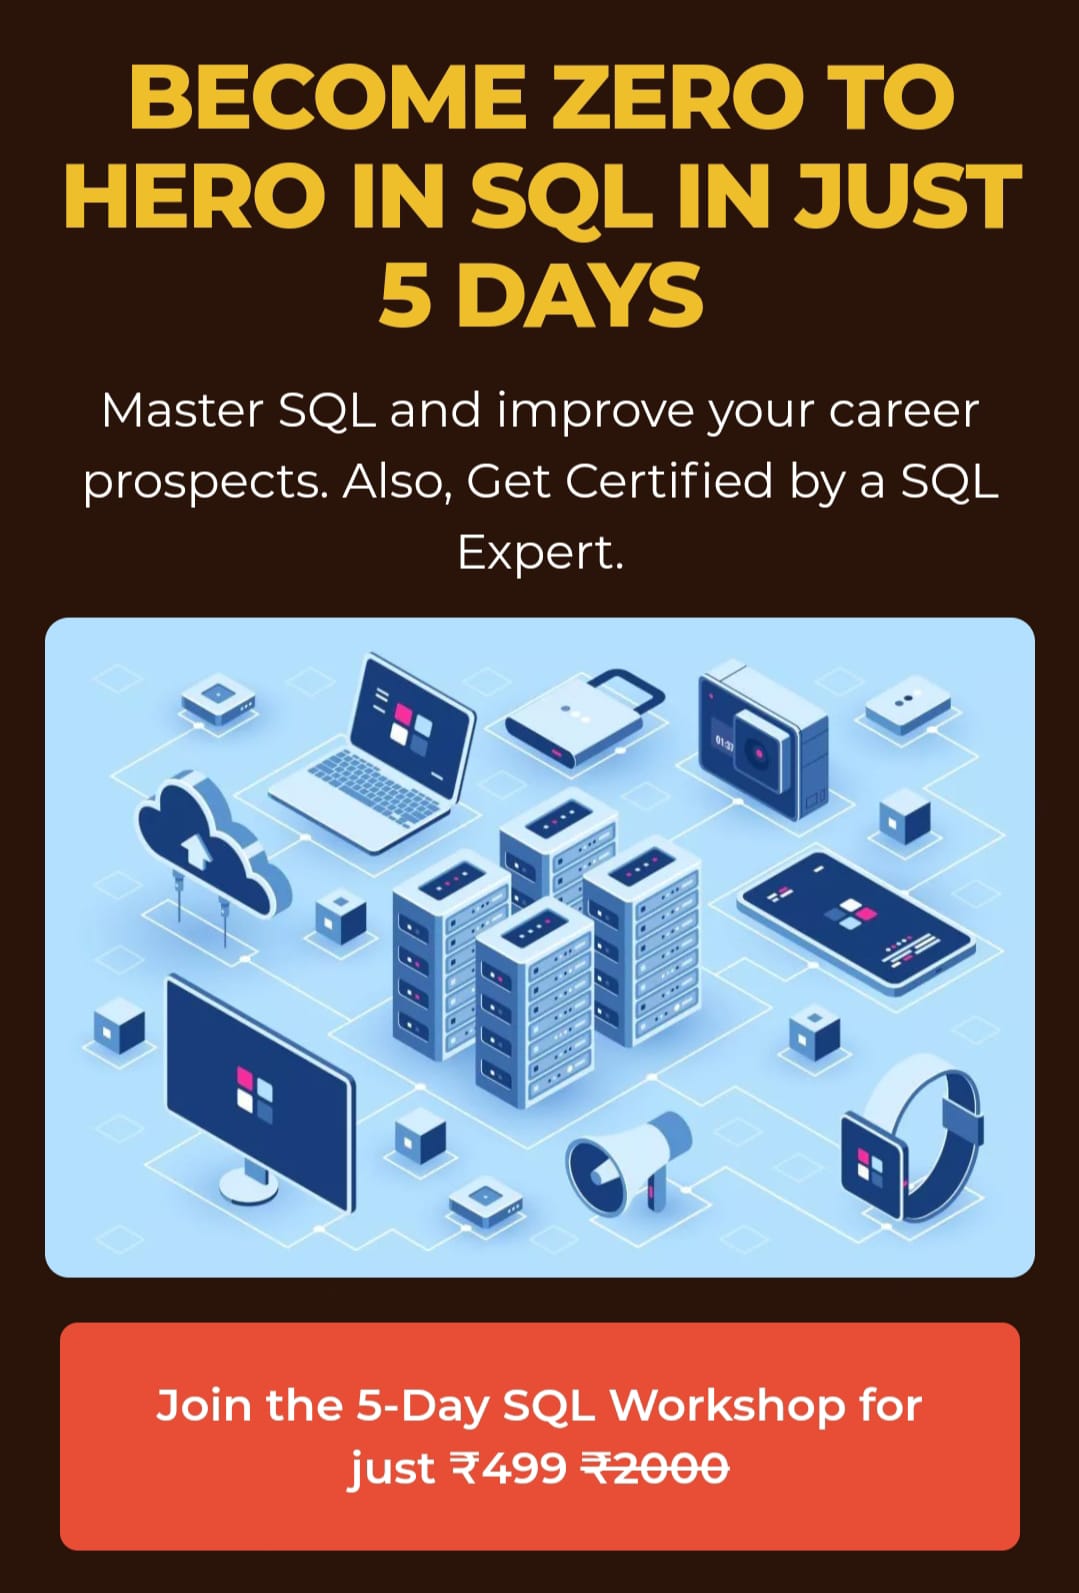 BECOME ZERO TO
HERO IN SQL IN JUST
5 DAYS
Master SQL and improve your career
prospects. Also, Get Certified by a SQL
Expert.
01:37
Join the 5-Day SQL Workshop for
just ₹499 ₹2000